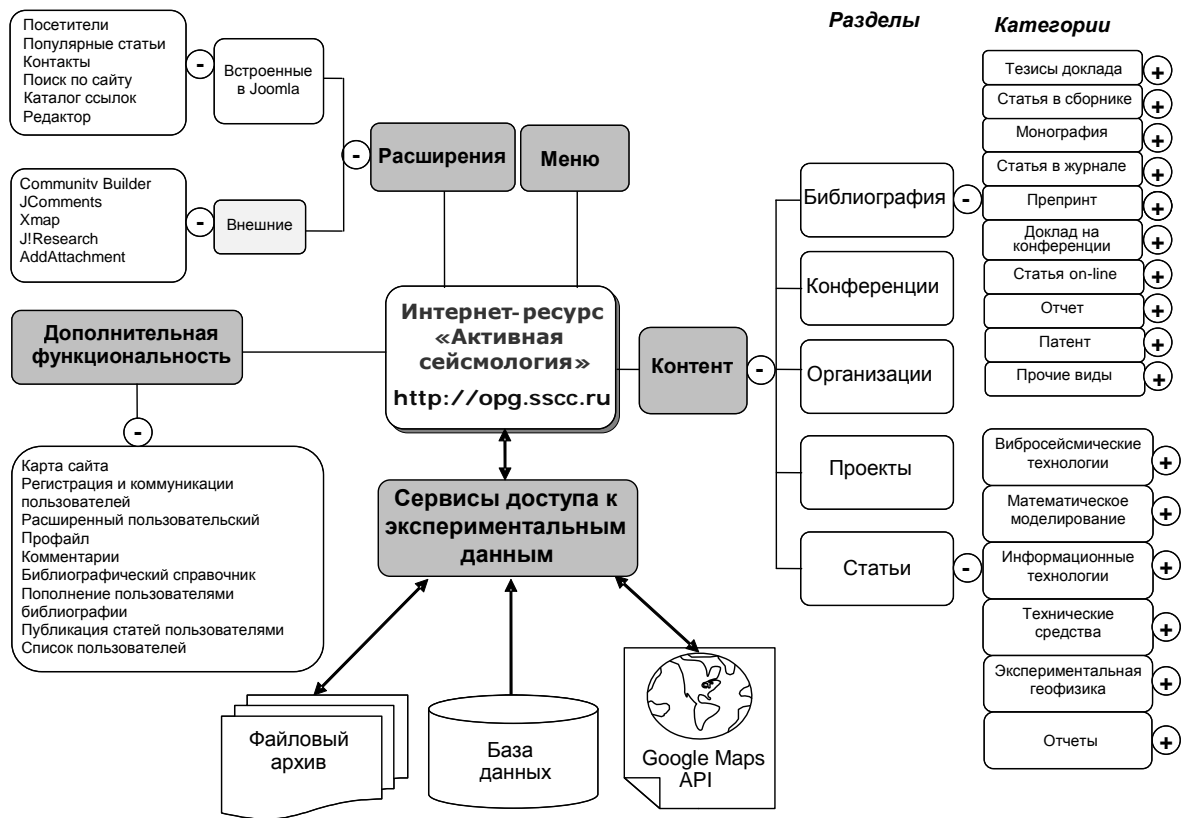 Разделы
Категории
Посетители
Популярные статьи
Контакты
Поиск по сайту
Каталог ссылок
Редактор
-
Встроенные
в Joomla
Community Builder
JComments
Xmap
J!Research
AddAttachment
-
Внешние
-
Расширения
Меню
Дополнительная
функциональность
-
Карта сайта
Регистрация и коммуникации
пользователей
Расширенный пользовательский
Профайл
Комментарии
Библиографический справочник
Пополнение пользователями
библиографии
Публикация статей пользователями
Список пользователей
Интернет-ресурс
«Активная
сейсмология»
http://opg.sscc.ru
Сервисы доступа к
экспериментальным
данным
Файловый
архив
База
данных
Google Maps
API
Контент
-
Библиография
-
Конференции
Организации
Проекты
Статьи
-
Тезисы доклада
+
Статья в сборнике
+
Монография
+
Статья в журнале
+
Препринт
+
Доклад на
конференции
+
Статья on-line
+
Отчет
+
Патент
+
Прочие виды
+
Вибросейсмические
технологии
+
Математическое
моделирование
+
Информационные
технологии
+
Технические
средства
+
Экспериментальная
геофизика
+
Отчеты
+